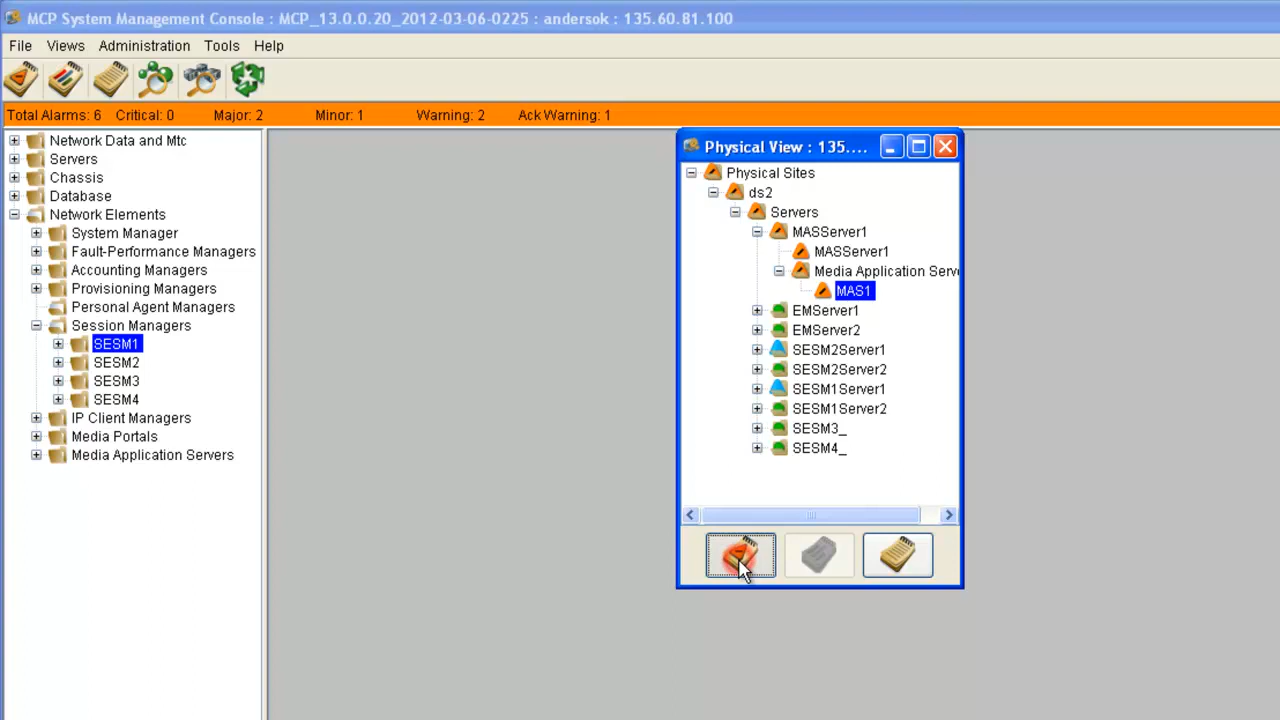 MCP System Management Console : MCP_13.0.0.20_2012-03-06-0225 : andersok : 135.60.81.100
File Views Administration Tools Help
Total Alarms: 6 Critical: 0 Major: 2 Minor: 1 Warning: 2 Ack Warning: 1
Network Data and Mtc
Servers
Chassis
Database
Network Elements
System Manager
Fault-Performance Managers
Accounting Managers
Provisioning Managers
Personal Agent Managers
Session Managers
SESM1
SESM2
SESM3
SESM4
IP Client Managers
Media Portals
Media Application Servers
Physical View : 135....
Physical Sites
ds2
Servers
MASServer1
MASServer1
Media Application Serv
MAS1
EMServer1
EMServer2
SESM2Server1
SESM2Server2
SESM1Server1
SESM1Server2
SESM3_
SESM4_